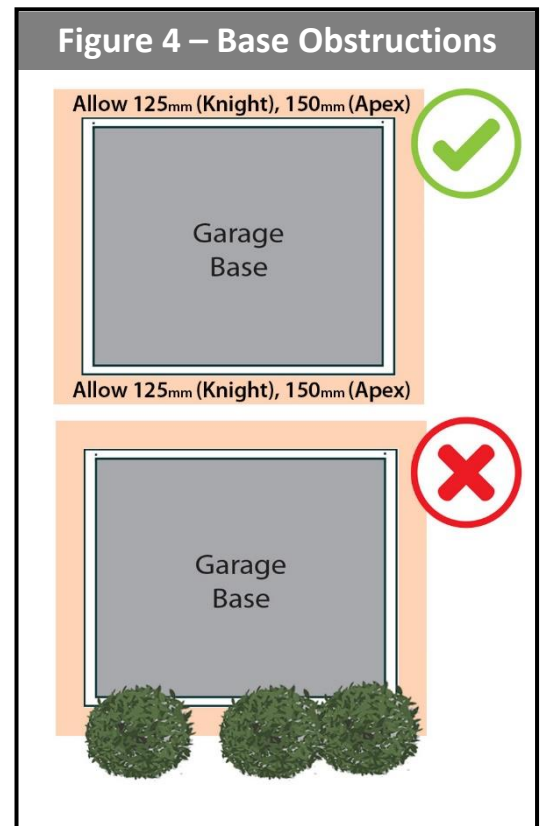 Figure 4 – Base Obstructions
Allow 125mm (Knight), 150mm (Apex)
Garage
Base
Allow 125mm (Knight), 150mm (Apex)
Garage
Base